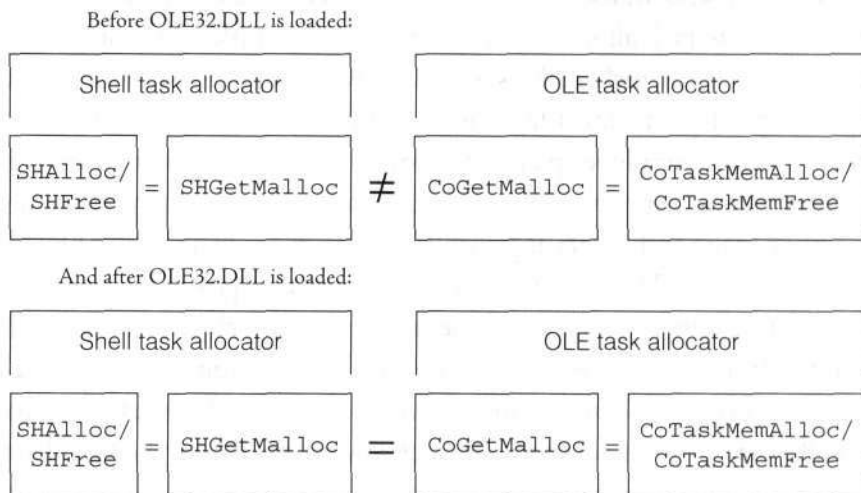 Before OLE32.DLL is loaded:
Shell task allocator OLE task allocator
SHAlloc/
SHFree = SHGetMalloc ≠ CoGetMalloc = CoTaskMemAlloc/
CoTaskMemFree
And after OLE32.DLL is loaded:
Shell task allocator OLE task allocator
SHAlloc/
SHFree = SHGetMalloc = CoGetMalloc = CoTaskMemAlloc/
CoTaskMemFree